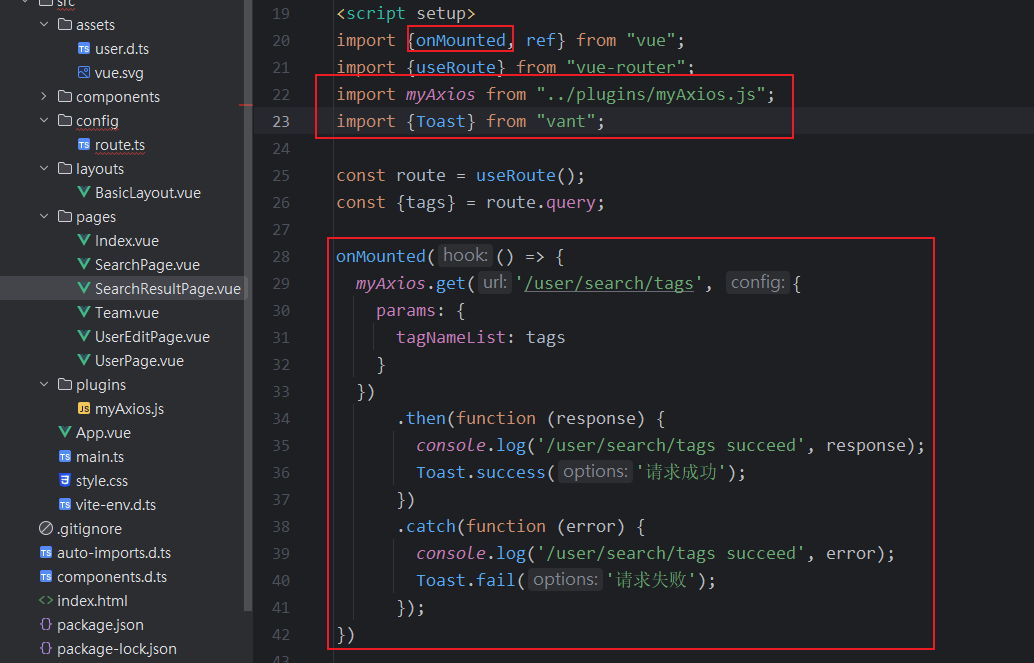 src
assets
user.d.ts
vue.svg
components
config
route.ts
layouts
BasicLayout.vue
pages
Index.vue
SearchPage.vue
SearchResultPage.vue
Team.vue
UserEditPage.vue
UserPage.vue
plugins
myAxios.js
App.vue
main.ts
style.css
vite-env.d.ts
.gitignore
auto-imports.d.ts
components.d.ts
index.html
package.json
package-lock.json
19 <script setup>
20 import {onMounted, ref} from "vue";
21 import {useRoute} from "vue-router";
22 import myAxios from "../plugins/myAxios.js";
23 import {Toast} from "vant";
24
25 const route = useRoute();
26 const {tags} = route.query;
27
28 onMounted( hook: () => {
29 myAxios.get( url: '/user/search/tags', config: {
30 params: {
31 tagNameList: tags
32 }
33 })
34 .then(function (response) {
35 console.log('/user/search/tags succeed', response);
36 Toast.success( options: '请求成功');
37 })
38 .catch(function (error) {
39 console.log('/user/search/tags succeed', error);
40 Toast.fail( options: '请求失败');
41 });
42 })
43